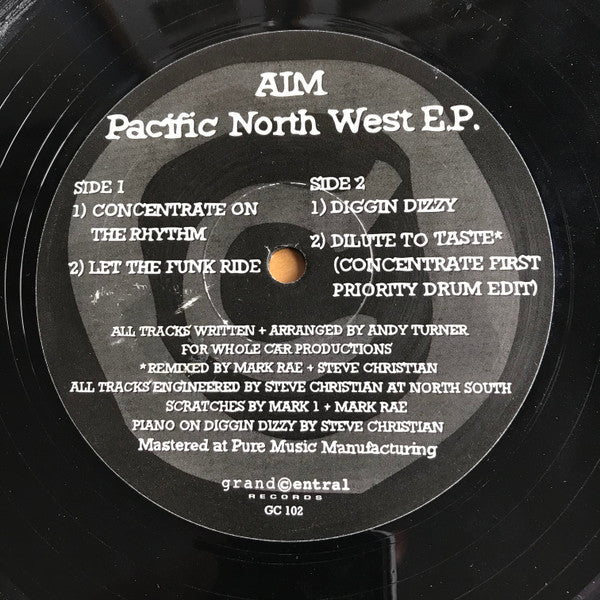 AIM
Pacific North West E.P.
SIDE 1
1) CONCENTRATE ON
THE RHYTHM
2) LET THE FUNK RIDE
SIDE 2
1) DIGGIN DIZZY
2) DILUTE TO TASTE*
(CONCENTRATE FIRST
PRIORITY DRUM EDIT)
ALL TRACKS WRITTEN + ARRANGED BY ANDY TURNER
FOR WHOLE CAR PRODUCTIONS
*REMIXED BY MARK RAE + STEVE CHRISTIAN
ALL TRACKS ENGINEERED BY STEVE CHRISTIAN AT NORTH SOUTH
SCRATCHES BY MARK 1 + MARK RAE
PIANO ON DIGGIN DIZZY BY STEVE CHRISTIAN
Mastered at Pure Music Manufacturing
grand©entral
RECORDS
GC 102